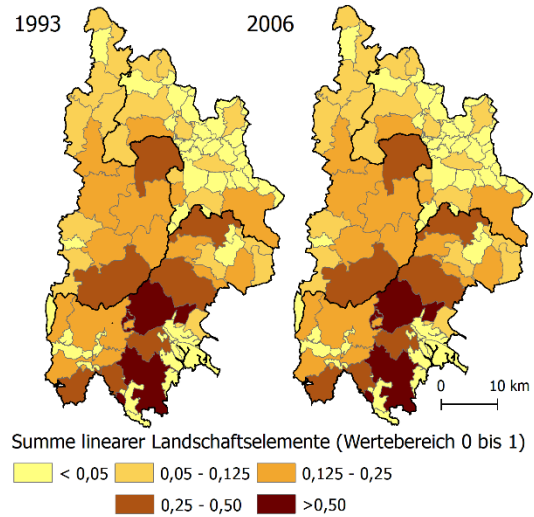 1993 2006
0 10 km
Summe linearer Landschaftselemente (Wertebereich 0 bis 1)
< 0,05 0,05 - 0,125 0,125 - 0,25
0,25 - 0,50 >0,50